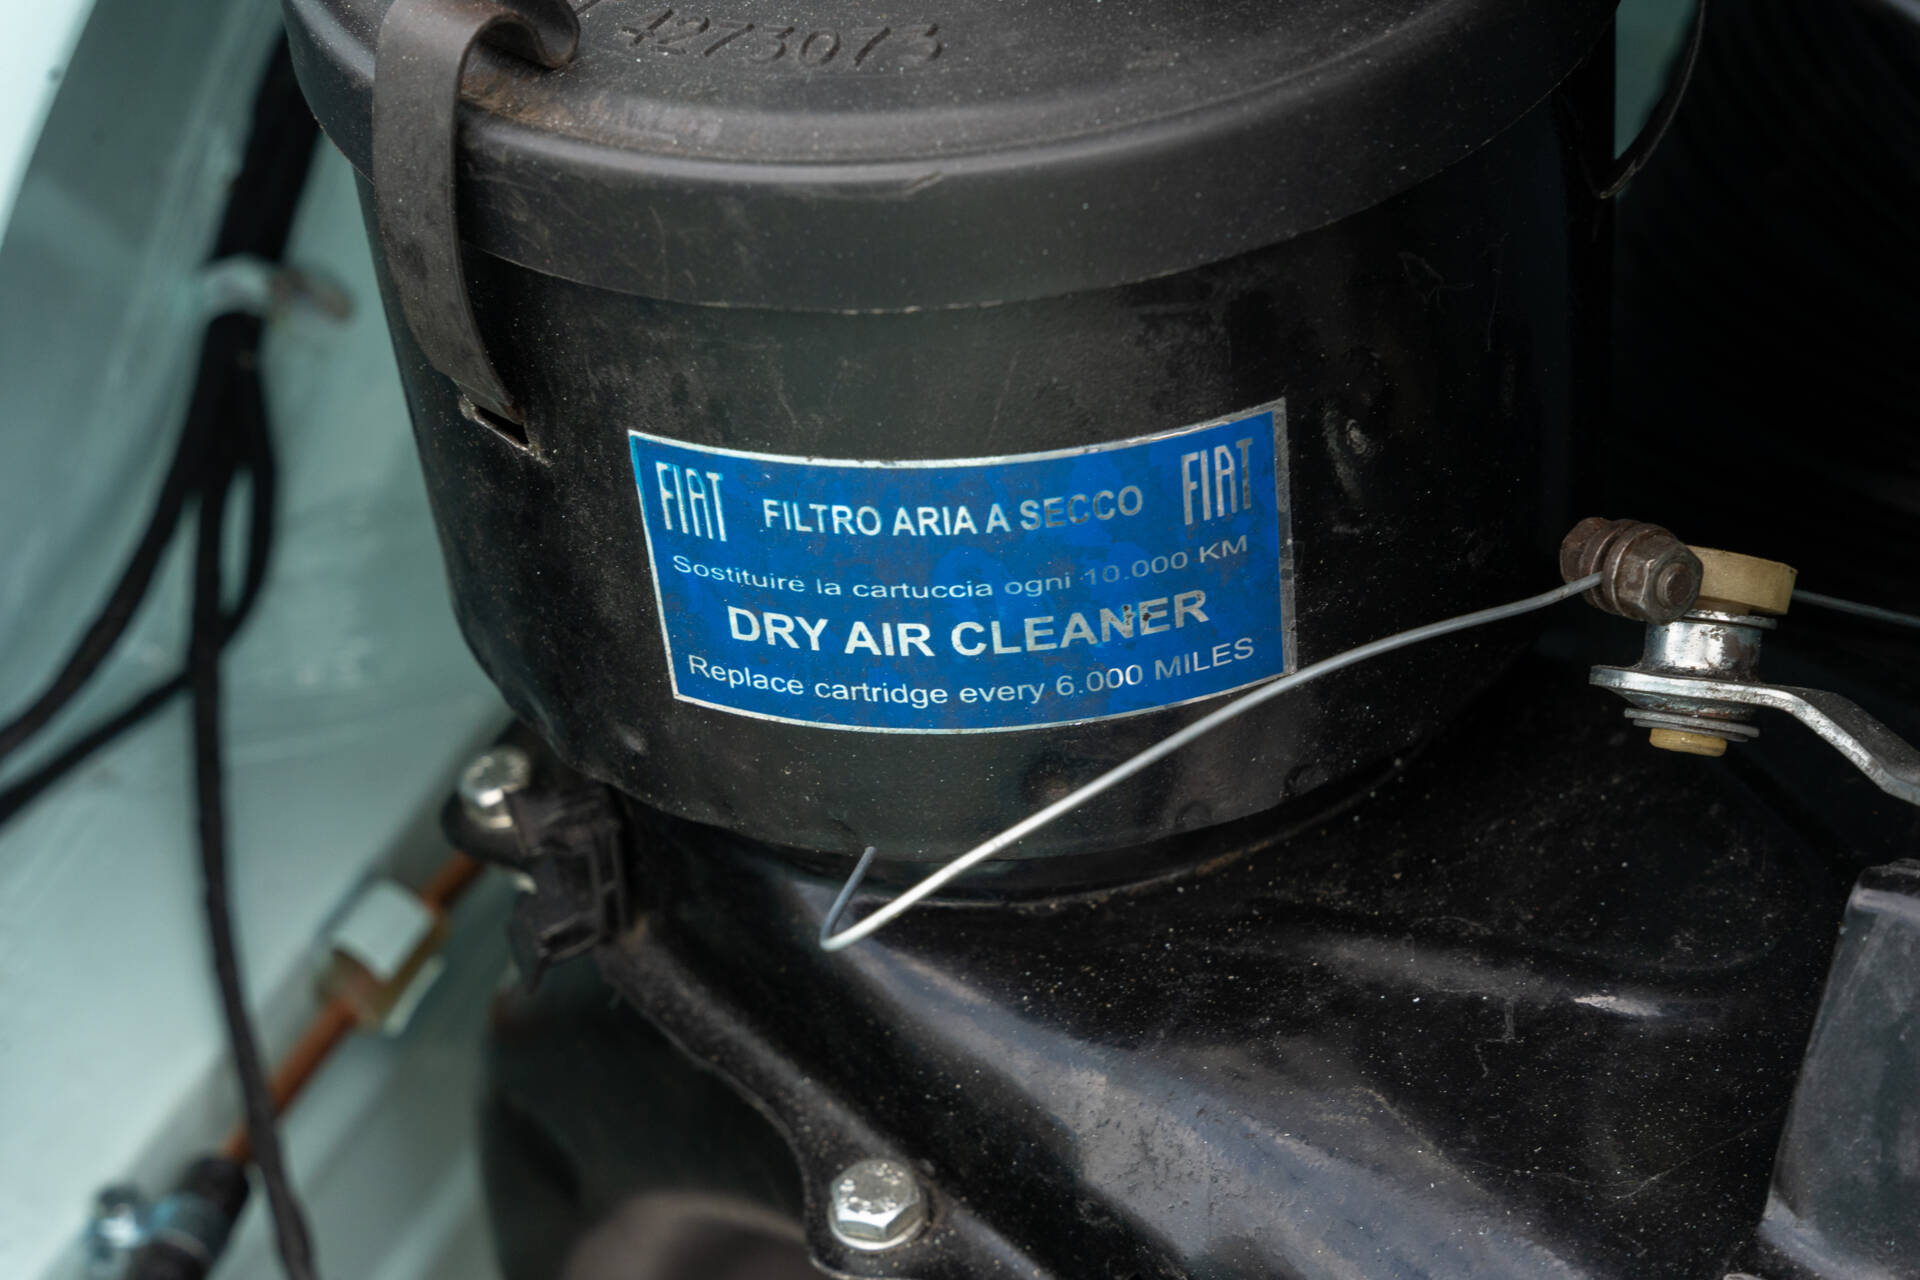 4273073
FIAT FILTRO ARIA A SECCO FIAT
Sostituire la cartuccia ogni 10.000 KM
DRY AIR CLEANER
Replace cartridge every 6.000 MILES